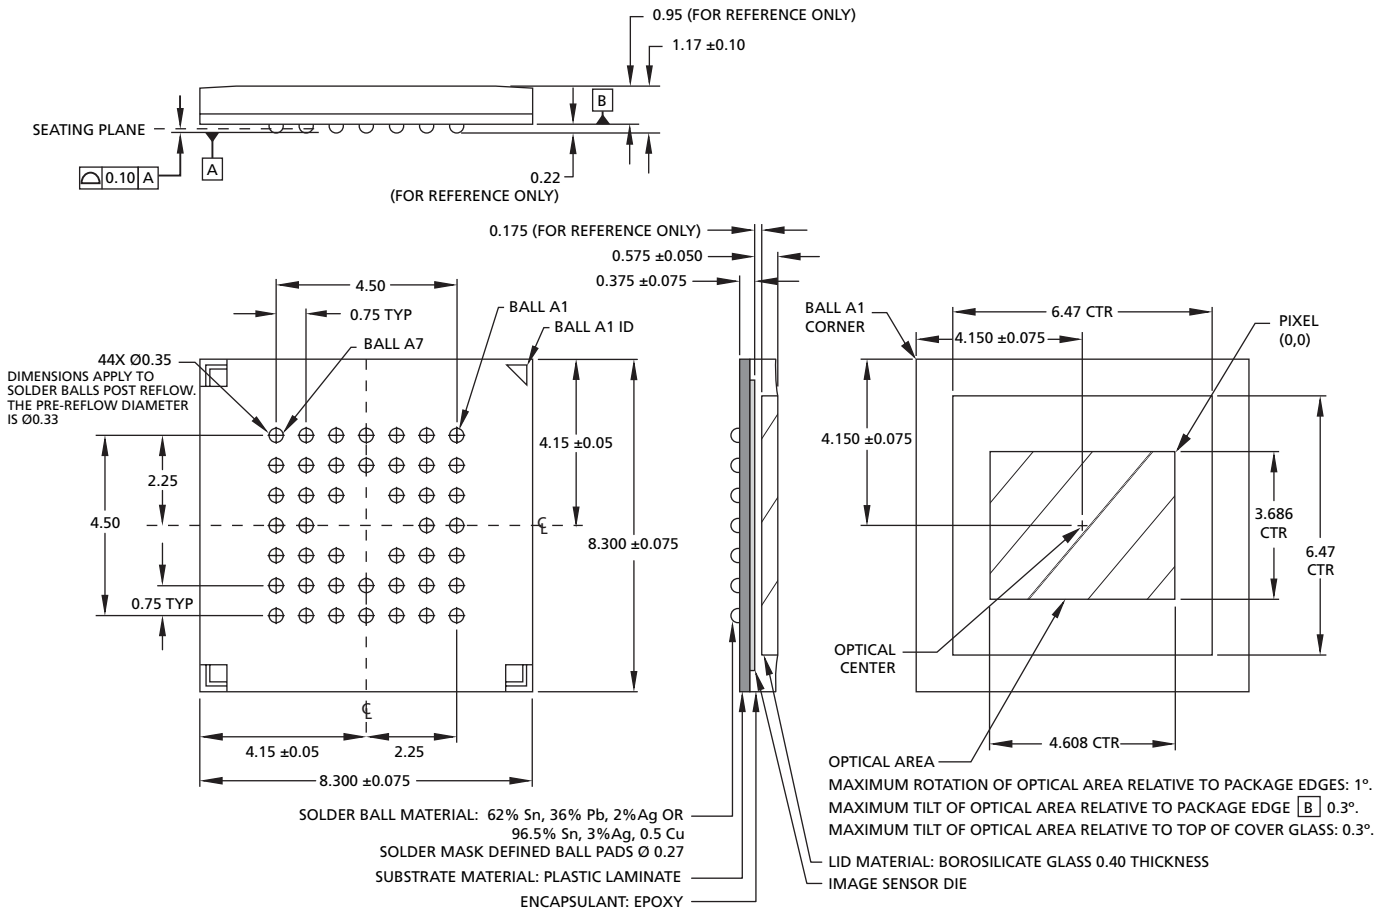 0.95 (FOR REFERENCE ONLY)
1.17 ±0.10
B
SEATING PLANE
A
0.10 A
0.22
(FOR REFERENCE ONLY)
0.175 (FOR REFERENCE ONLY)
0.575 ±0.050
0.375 ±0.075
4.50
0.75 TYP
BALL A1
BALL A1 ID
BALL A7
44X Ø0.35
DIMENSIONS APPLY TO
SOLDER BALLS POST REFLOW.
THE PRE-REFLOW DIAMETER
IS Ø0.33
2.25
4.50
0.75 TYP
4.15 ±0.05
8.300 ±0.075
CL
CL
4.15 ±0.05
2.25
8.300 ±0.075
BALL A1
CORNER
6.47 CTR
4.150 ±0.075
PIXEL
(0,0)
4.150 ±0.075
3.686
CTR
6.47
CTR
OPTICAL
CENTER
4.608 CTR
OPTICAL AREA
MAXIMUM ROTATION OF OPTICAL AREA RELATIVE TO PACKAGE EDGES: 1º.
MAXIMUM TILT OF OPTICAL AREA RELATIVE TO PACKAGE EDGE B 0.3º.
MAXIMUM TILT OF OPTICAL AREA RELATIVE TO TOP OF COVER GLASS: 0.3º.
SOLDER BALL MATERIAL: 62% Sn, 36% Pb, 2%Ag OR
96.5% Sn, 3%Ag, 0.5 Cu
SOLDER MASK DEFINED BALL PADS Ø 0.27
SUBSTRATE MATERIAL: PLASTIC LAMINATE
ENCAPSULANT: EPOXY
LID MATERIAL: BOROSILICATE GLASS 0.40 THICKNESS
IMAGE SENSOR DIE